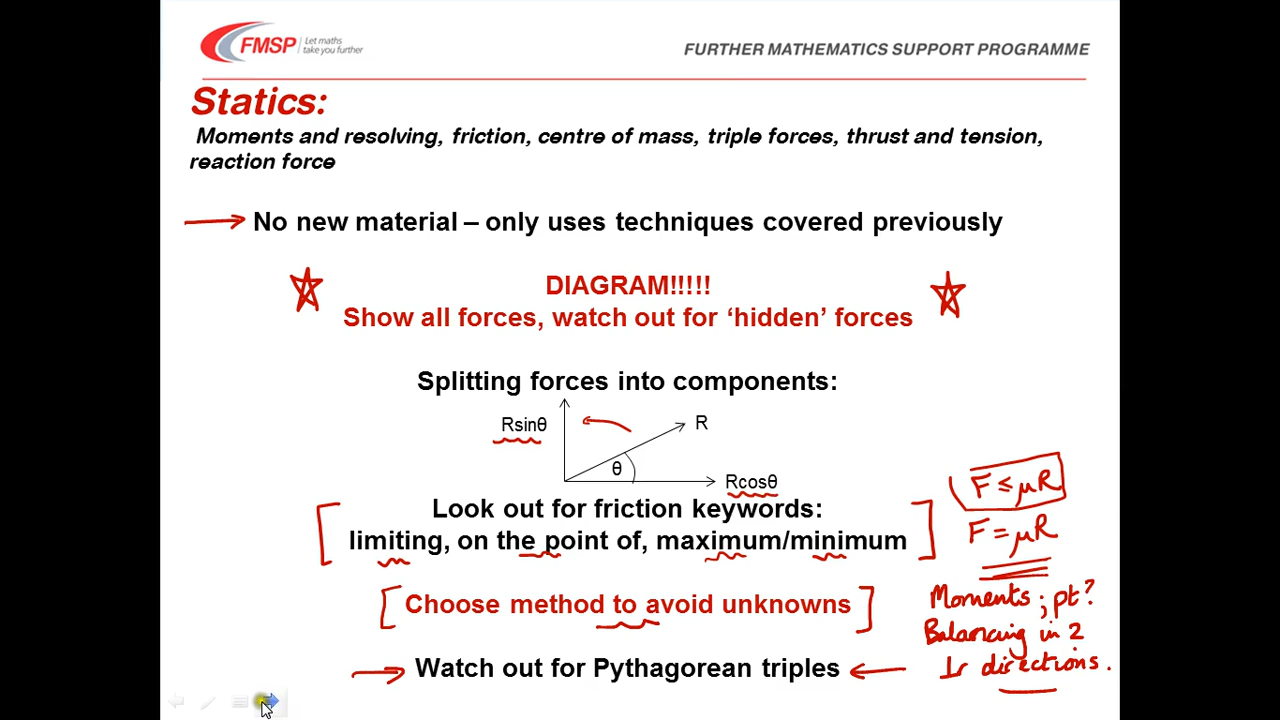 FMSP Let maths
take you further
FURTHER MATHEMATICS SUPPORT PROGRAMME
Statics:
Moments and resolving, friction, centre of mass, triple forces, thrust and tension,
reaction force
No new material – only uses techniques covered previously
DIAGRAM!!!!!
Show all forces, watch out for ‘hidden’ forces
Splitting forces into components:
Rsinθ
R
θ
Rcosθ
Look out for friction keywords:
limiting, on the point of, maximum/minimum
F ≤ μR
F = μR
Choose method to avoid unknowns
Moments ; pt?
Balancing in 2
⊥r directions.
Watch out for Pythagorean triples